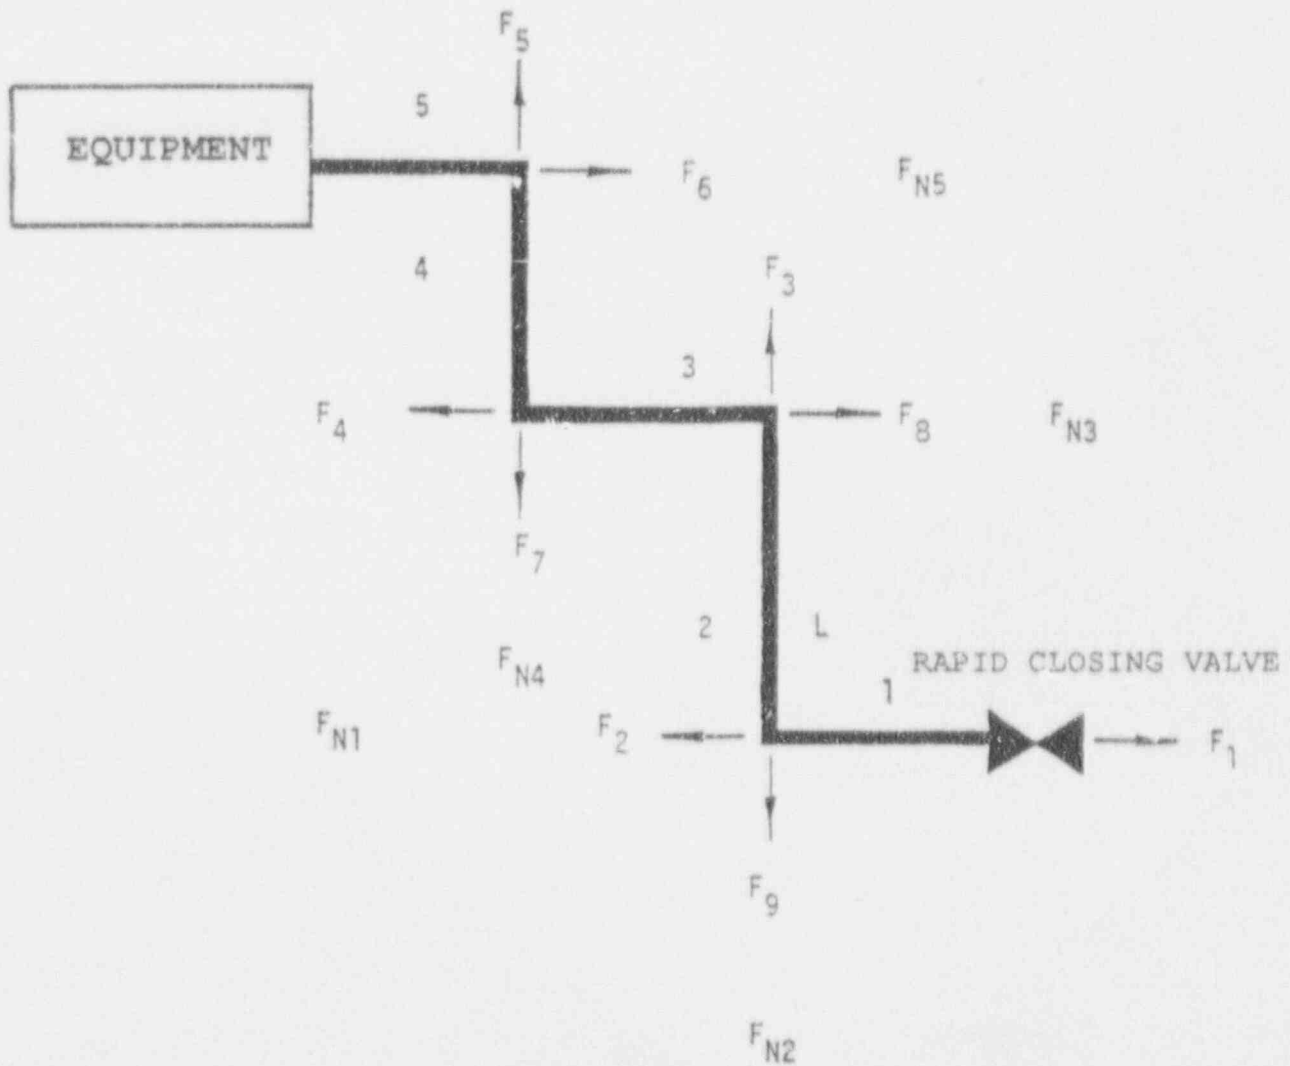 F5
5
EQUIPMENT
F6
FN5
4
F3
3
F4
F8
FN3
F7
2
L
FN4
RAPID CLOSING VALVE
1
FN1
F2
F1
F9
FN2